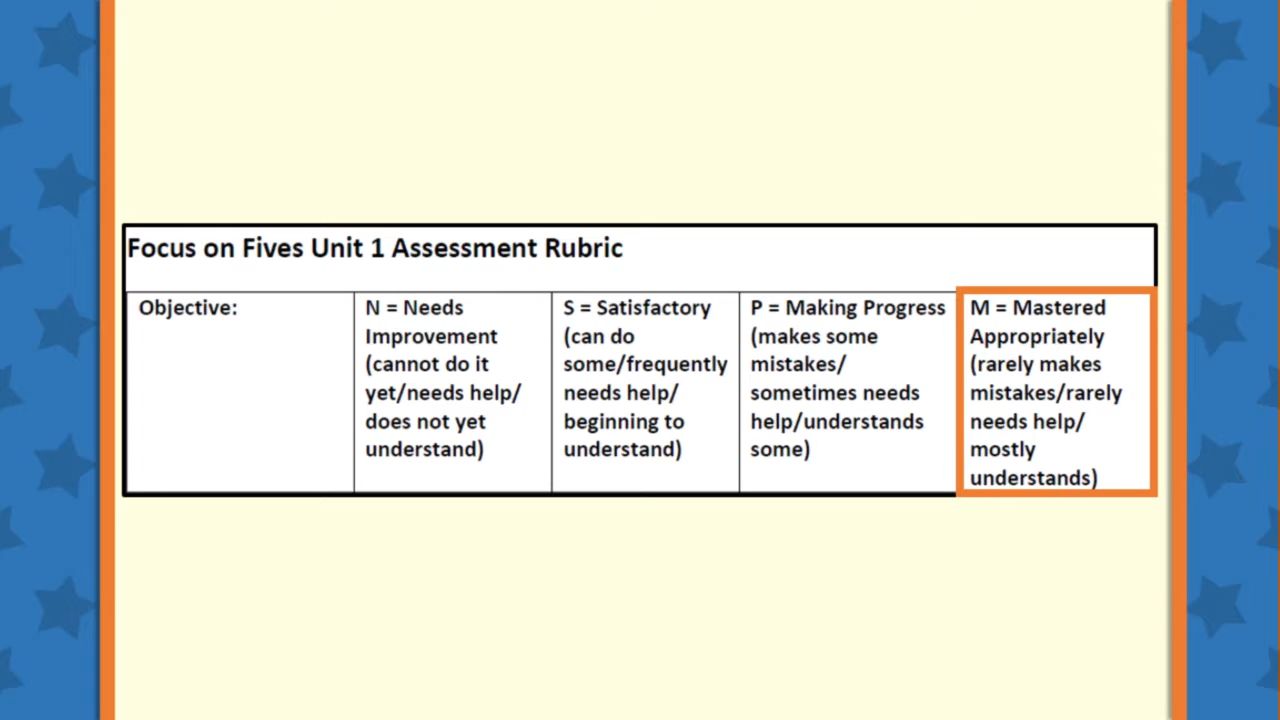 Focus on Fives Unit 1 Assessment Rubric
Objective:
N = Needs
Improvement
(cannot do it
yet/needs help/
does not yet
understand)
S = Satisfactory
(can do
some/frequently
needs help/
beginning to
understand)
P = Making Progress
(makes some
mistakes/
sometimes needs
help/understands
some)
M = Mastered
Appropriately
(rarely makes
mistakes/rarely
needs help/
mostly
understands)